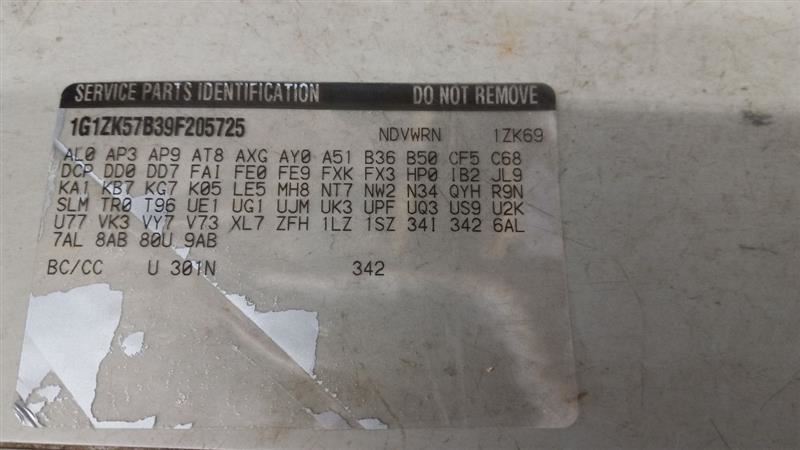 SERVICE PARTS IDENTIFICATION DO NOT REMOVE
1G1ZK57B39F205725 NDVWRN 1ZK69
AL0 AP3 AP9 AT8 AXG AY0 A51 B36 B50 CF5 C68
DCP DD0 DD7 FAI FE0 FE9 FXK FX3 HP0 IB2 JL9
KA1 KB7 KG7 K05 LE5 MH8 NT7 NW2 N34 QYH R9N
SLM TR0 T96 UE1 UG1 UJM UK3 UPF UQ3 US9 U2K
U77 VK3 VY7 V73 XL7 ZFH 1LZ 1SZ 34I 342 6AL
7AL 8AB 80U 9AB
BC/CC U 301N 342